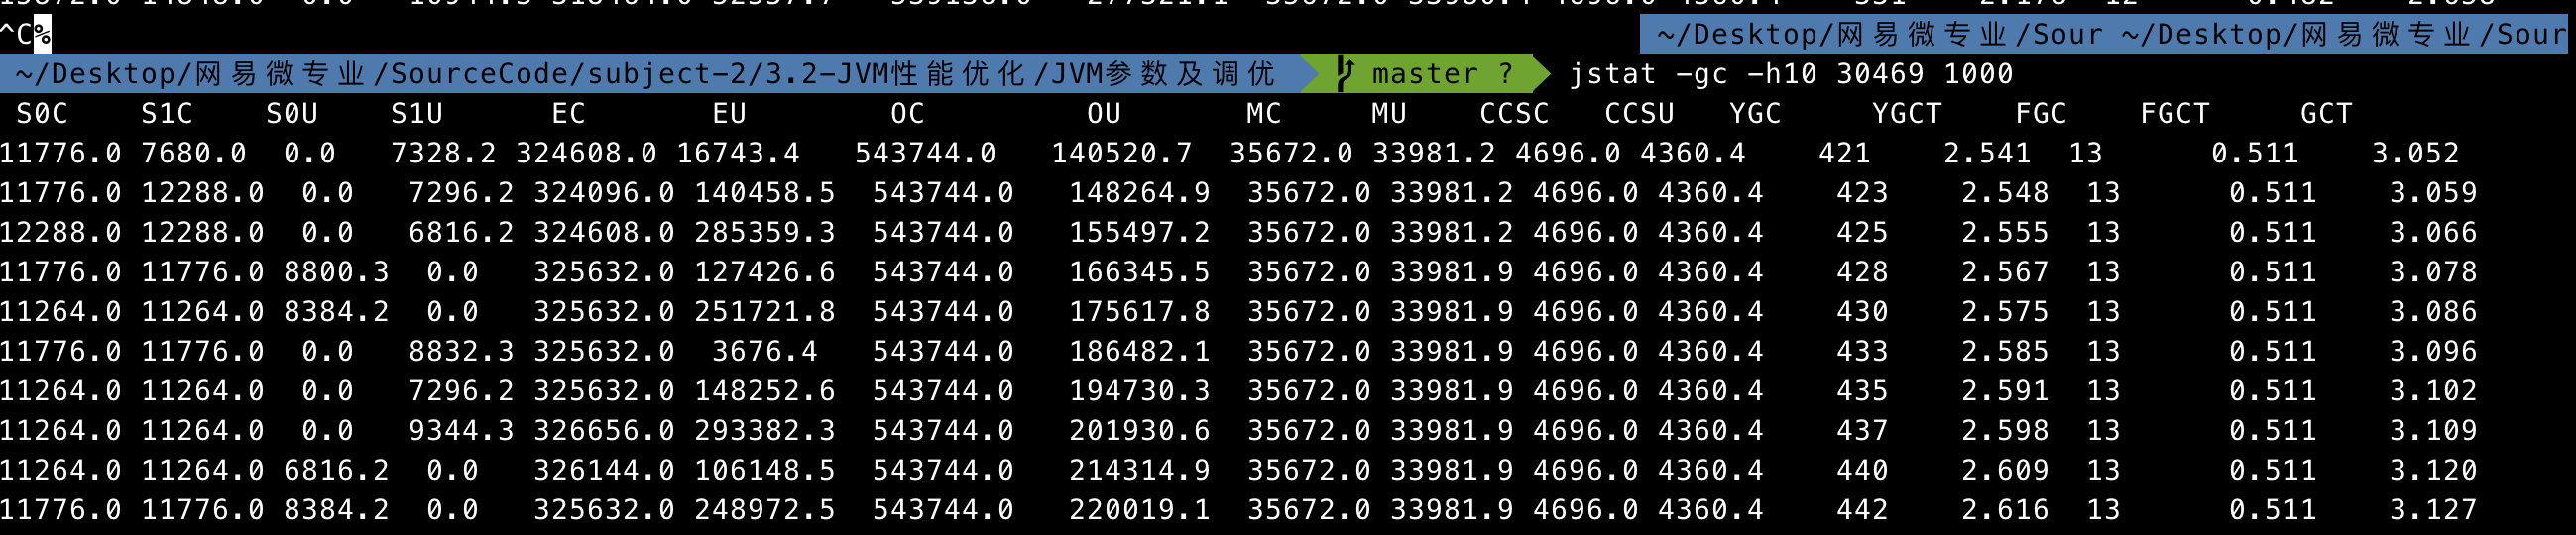 ^C%
~/Desktop/网易微专业/Sour ~/Desktop/网易微专业/Sour
~/Desktop/网易微专业/SourceCode/subject-2/3.2-JVM性能优化/JVM参数及调优 master ? jstat -gc -h10 30469 1000
S0C S1C S0U S1U EC EU OC OU MC MU CCSC CCSU YGC YGCT FGC FGCT GCT
11776.0 7680.0 0.0 7328.2 324608.0 16743.4 543744.0 140520.7 35672.0 33981.2 4696.0 4360.4 421 2.541 13 0.511 3.052
11776.0 12288.0 0.0 7296.2 324096.0 140458.5 543744.0 148264.9 35672.0 33981.2 4696.0 4360.4 423 2.548 13 0.511 3.059
12288.0 12288.0 0.0 6816.2 324608.0 285359.3 543744.0 155497.2 35672.0 33981.2 4696.0 4360.4 425 2.555 13 0.511 3.066
11776.0 11776.0 8800.3 0.0 325632.0 127426.6 543744.0 166345.5 35672.0 33981.9 4696.0 4360.4 428 2.567 13 0.511 3.078
11264.0 11264.0 8384.2 0.0 325632.0 251721.8 543744.0 175617.8 35672.0 33981.9 4696.0 4360.4 430 2.575 13 0.511 3.086
11776.0 11776.0 0.0 8832.3 325632.0 3676.4 543744.0 186482.1 35672.0 33981.9 4696.0 4360.4 433 2.585 13 0.511 3.096
11264.0 11264.0 0.0 7296.2 325632.0 148252.6 543744.0 194730.3 35672.0 33981.9 4696.0 4360.4 435 2.591 13 0.511 3.102
11264.0 11264.0 0.0 9344.3 326656.0 293382.3 543744.0 201930.6 35672.0 33981.9 4696.0 4360.4 437 2.598 13 0.511 3.109
11264.0 11264.0 6816.2 0.0 326144.0 106148.5 543744.0 214314.9 35672.0 33981.9 4696.0 4360.4 440 2.609 13 0.511 3.120
11776.0 11776.0 8384.2 0.0 325632.0 248972.5 543744.0 220019.1 35672.0 33981.9 4696.0 4360.4 442 2.616 13 0.511 3.127